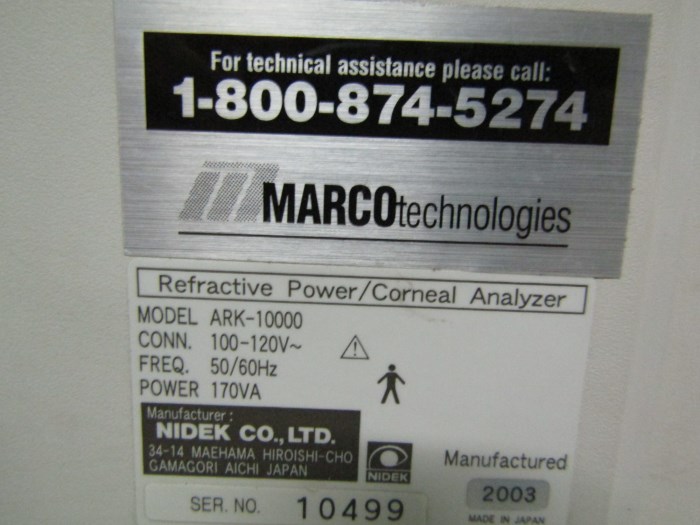 For technical assistance please call:
1-800-874-5274
MARCOtechnologies
Refractive Power/Corneal Analyzer
MODEL ARK-10000
CONN. 100-120V~
FREQ. 50/60Hz
POWER 170VA
Manufacturer:
NIDEK CO., LTD.
34-14 MAEHAMA HIROISHI-CHO
GAMAGORI AICHI JAPAN
NIDEK
Manufactured
2003
SER. NO. 10499
MADE IN JAPAN